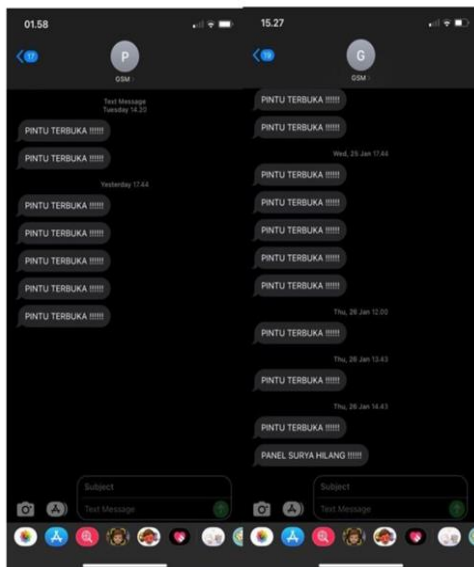 01.58
17
P
GSM
Text Message
Tuesday 14.20
PINTU TERBUKA !!!!!!
PINTU TERBUKA !!!!!!
Yesterday 17.44
PINTU TERBUKA !!!!!!
PINTU TERBUKA !!!!!!
PINTU TERBUKA !!!!!!
PINTU TERBUKA !!!!!!
PINTU TERBUKA !!!!!!
Subject
Text Message
15.27
G
GSM
PINTU TERBUKA !!!!!!
PINTU TERBUKA !!!!!!
Wed, 25 Jan 17.44
PINTU TERBUKA !!!!!!
PINTU TERBUKA !!!!!!
PINTU TERBUKA !!!!!!
PINTU TERBUKA !!!!!!
PINTU TERBUKA !!!!!!
Thu, 26 Jan 12.00
PINTU TERBUKA !!!!!!
Thu, 26 Jan 13.43
PINTU TERBUKA !!!!!!
Thu, 26 Jan 14.43
PINTU TERBUKA !!!!!!
PANEL SURYA HILANG !!!!!!
Subject
Text Message